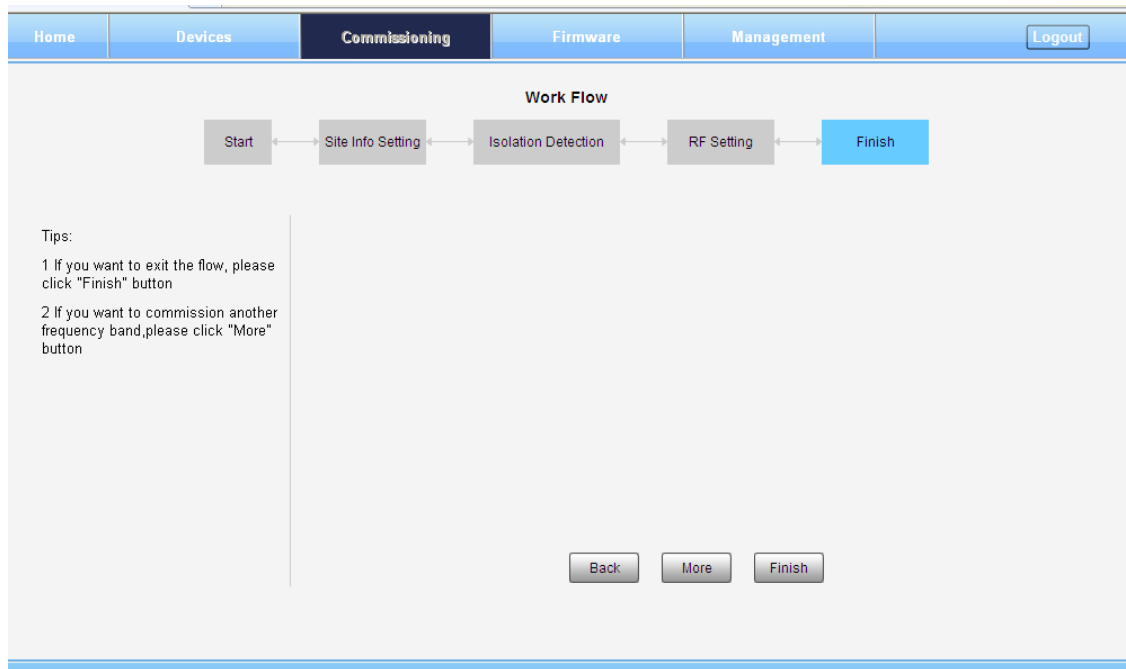 Home Devices Commissioning Firmware Management Logout
Work Flow
Start Site Info Setting Isolation Detection RF Setting Finish
Tips:
1 If you want to exit the flow, please
click "Finish" button
2 If you want to commission another
frequency band,please click "More"
button
Back More Finish